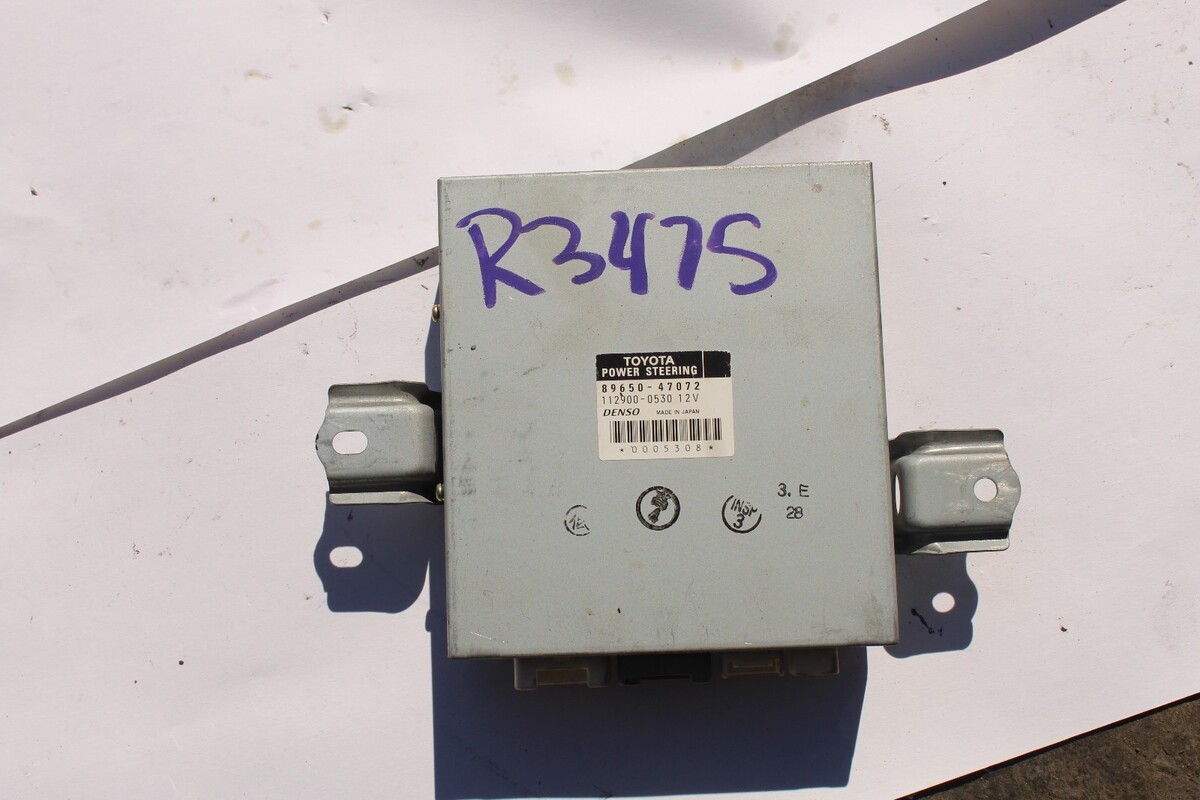 R3475
TOYOTA
POWER STEERING
89650-47072
112900-0530 12V
DENSO MADE IN JAPAN
*0005308*
INSP
3
3. E
28